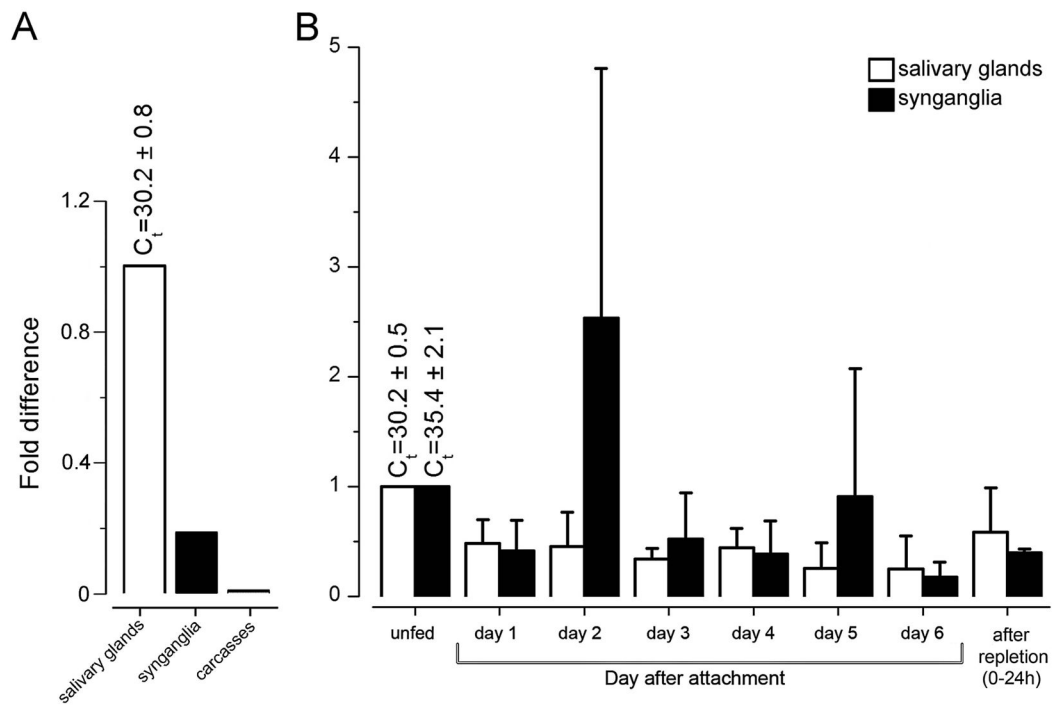 A
Fold difference
1.2
0.8
0.4
0
Ct=30.2 ± 0.8
salivary glands
synganglia
carcasses
B
5
4
3
2
1
0
salivary glands
synganglia
Ct=30.2 ± 0.5
Ct=35.4 ± 2.1
unfed
day 1
day 2
day 3
day 4
day 5
day 6
after
repletion
(0-24h)
Day after attachment